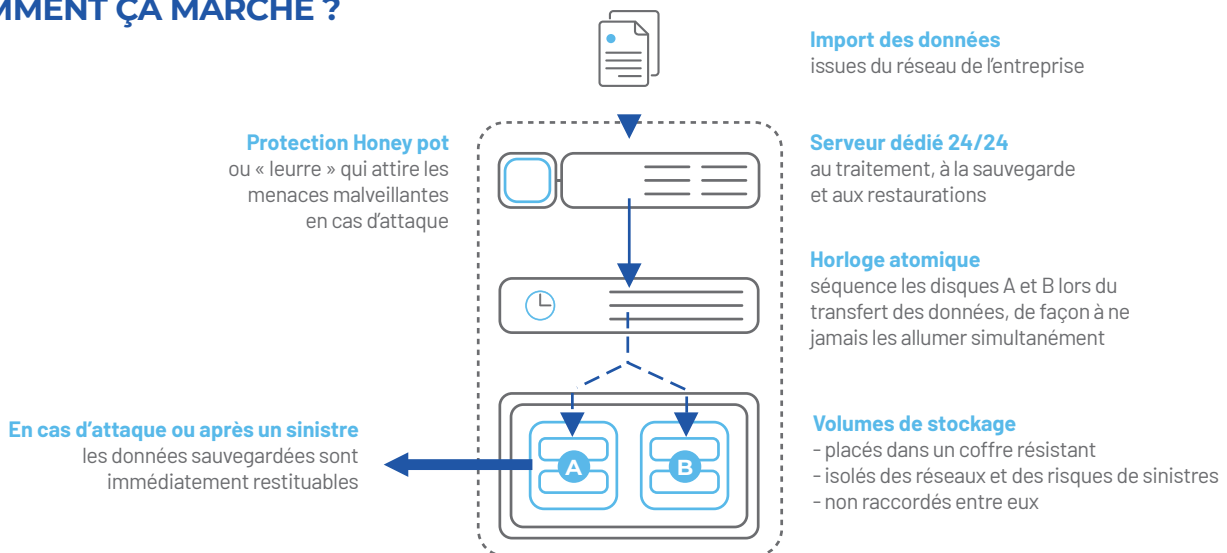 MMENT ÇA MARCHE ?
Import des données
issues du réseau de l'entreprise
Protection Honey pot
ou « leurre » qui attire les
menaces malveillantes
en cas d'attaque
Serveur dédié 24/24
au traitement, à la sauvegarde
et aux restaurations
Horloge atomique
séquence les disques A et B lors du
transfert des données, de façon à ne
jamais les allumer simultanément
En cas d'attaque ou après un sinistre
les données sauvegardées sont
immédiatement restituables
A
B
Volumes de stockage
- placés dans un coffre résistant
- isolés des réseaux et des risques de sinistres
- non raccordés entre eux